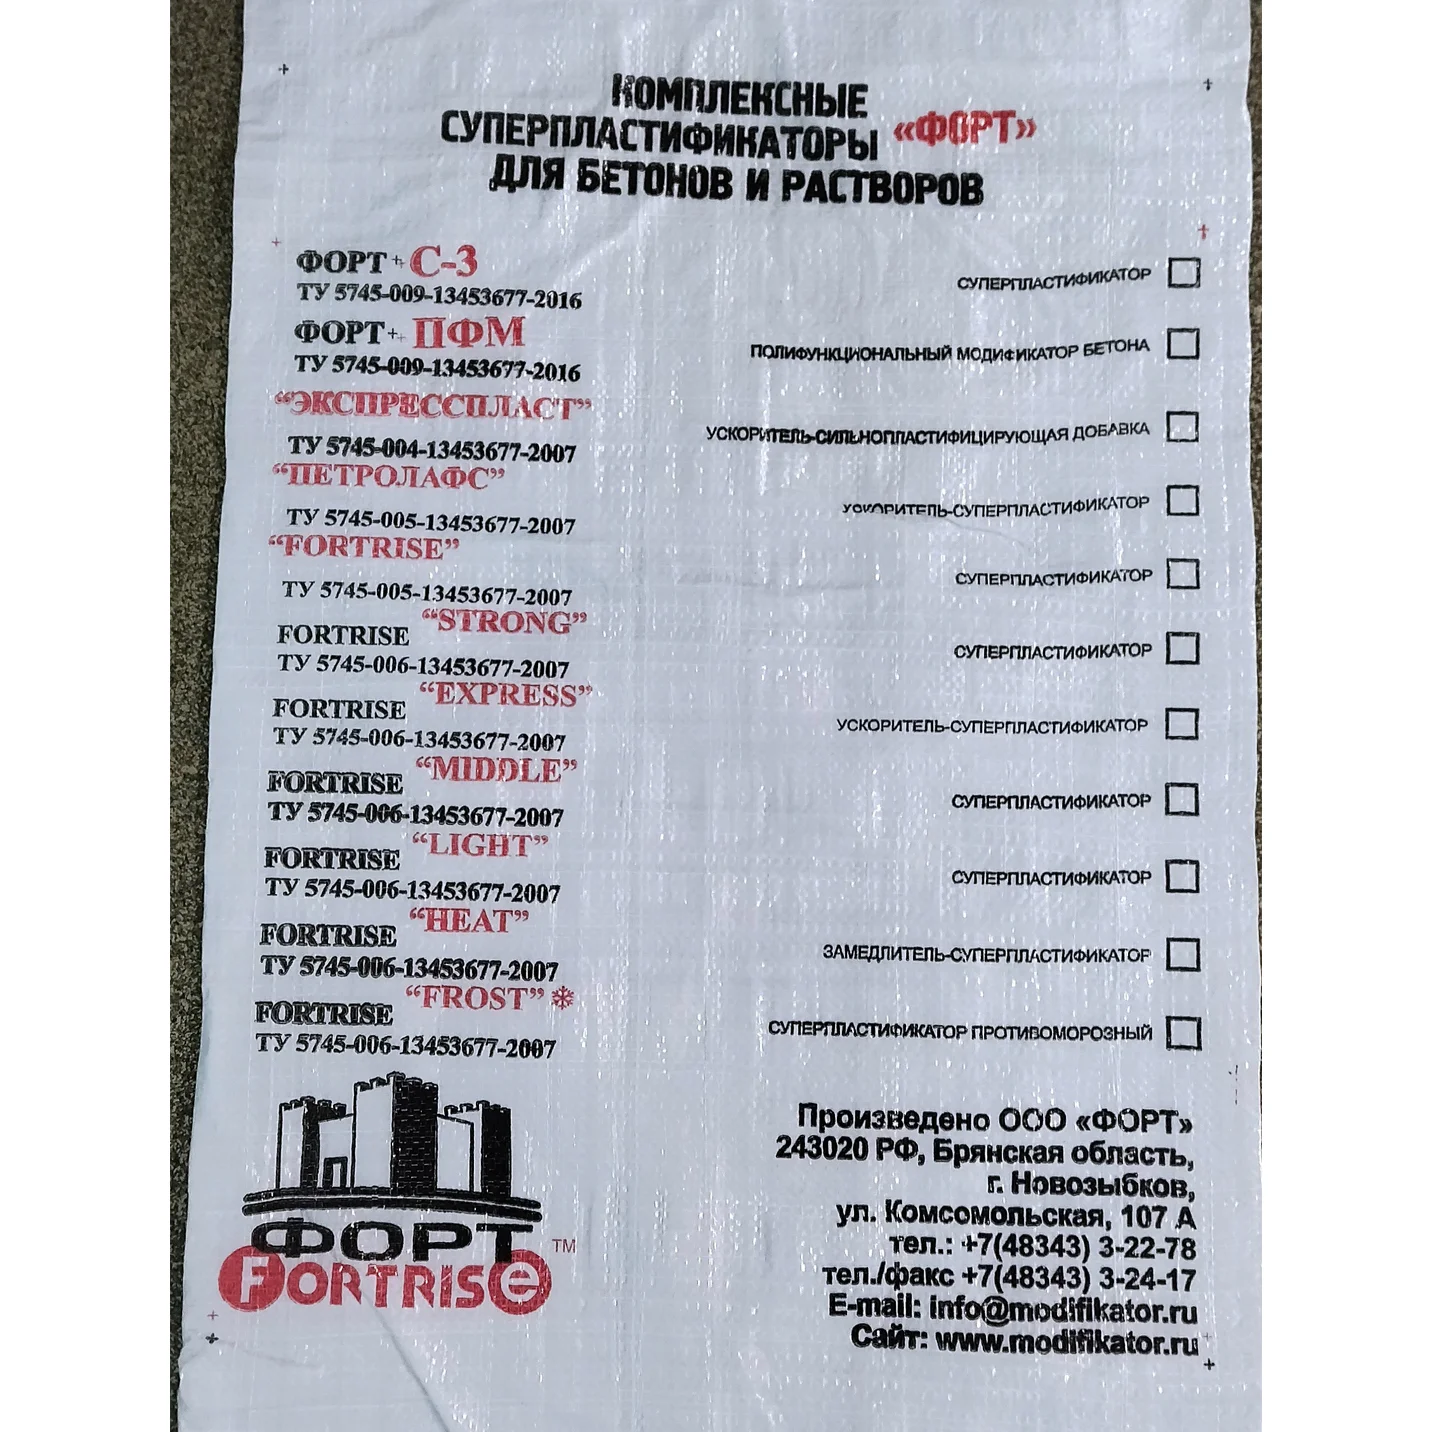 КОМПЛЕКСНЫЕ
СУПЕРПЛАСТИФИКАТОРЫ «ФОРТ»
ДЛЯ БЕТОНОВ И РАСТВОРОВ
ФОРТ С-3
ТУ 5745-009-13453677-2016
СУПЕРПЛАСТИФИКАТОР
ФОРТ ПФМ
ТУ 5745-009-13453677-2016
ПОЛИФУНКЦИОНАЛЬНЫЙ МОДИФИКАТОР БЕТОНА
“ЭКСПРЕССПЛАСТ”
ТУ 5745-004-13453677-2007
УСКОРИТЕЛЬ-СИЛЬНОПЛАСТИФИЦИРУЮЩАЯ ДОБАВКА
“ПЕТРОЛАФС”
ТУ 5745-005-13453677-2007
УСКОРИТЕЛЬ-СУПЕРПЛАСТИФИКАТОР
“FORTRISE”
ТУ 5745-005-13453677-2007
СУПЕРПЛАСТИФИКАТОР
FORTRISE “STRONG”
ТУ 5745-006-13453677-2007
СУПЕРПЛАСТИФИКАТОР
FORTRISE “EXPRESS”
ТУ 5745-006-13453677-2007
УСКОРИТЕЛЬ-СУПЕРПЛАСТИФИКАТОР
FORTRISE “MIDDLE”
ТУ 5745-006-13453677-2007
СУПЕРПЛАСТИФИКАТОР
FORTRISE “LIGHT”
ТУ 5745-006-13453677-2007
СУПЕРПЛАСТИФИКАТОР
FORTRISE “HEAT”
ТУ 5745-006-13453677-2007
ЗАМЕДЛИТЕЛЬ-СУПЕРПЛАСТИФИКАТОР
FORTRISE “FROST”
ТУ 5745-006-13453677-2007
СУПЕРПЛАСТИФИКАТОР ПРОТИВОМОРОЗНЫЙ
ФОРТ TM
FORTRISe
Произведено ООО «ФОРТ»
243020 РФ, Брянская область,
г. Новозыбков,
ул. Комсомольская, 107 А
тел.: +7(48343) 3-22-78
тел./факс +7(48343) 3-24-17
E-mail: info@modifikator.ru
Сайт: www.modifikator.ru